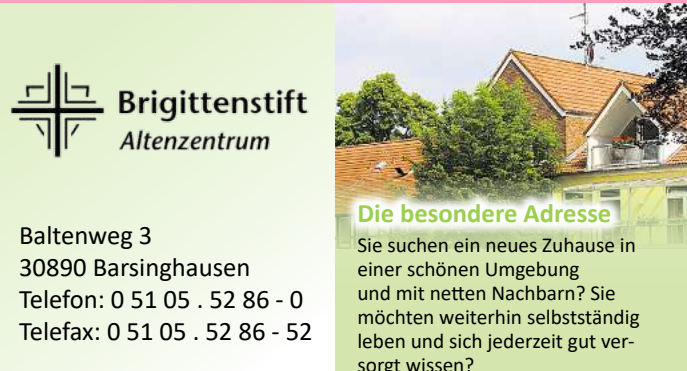 Brigittenstift
Altenzentrum
Baltenweg 3
30890 Barsinghausen
Telefon: 0 51 05 . 52 86 - 0
Telefax: 0 51 05 . 52 86 - 52
Die besondere Adresse
Sie suchen ein neues Zuhause in
einer schönen Umgebung
und mit netten Nachbarn? Sie
möchten weiterhin selbstständig
leben und sich jederzeit gut ver-
sorgt wissen?